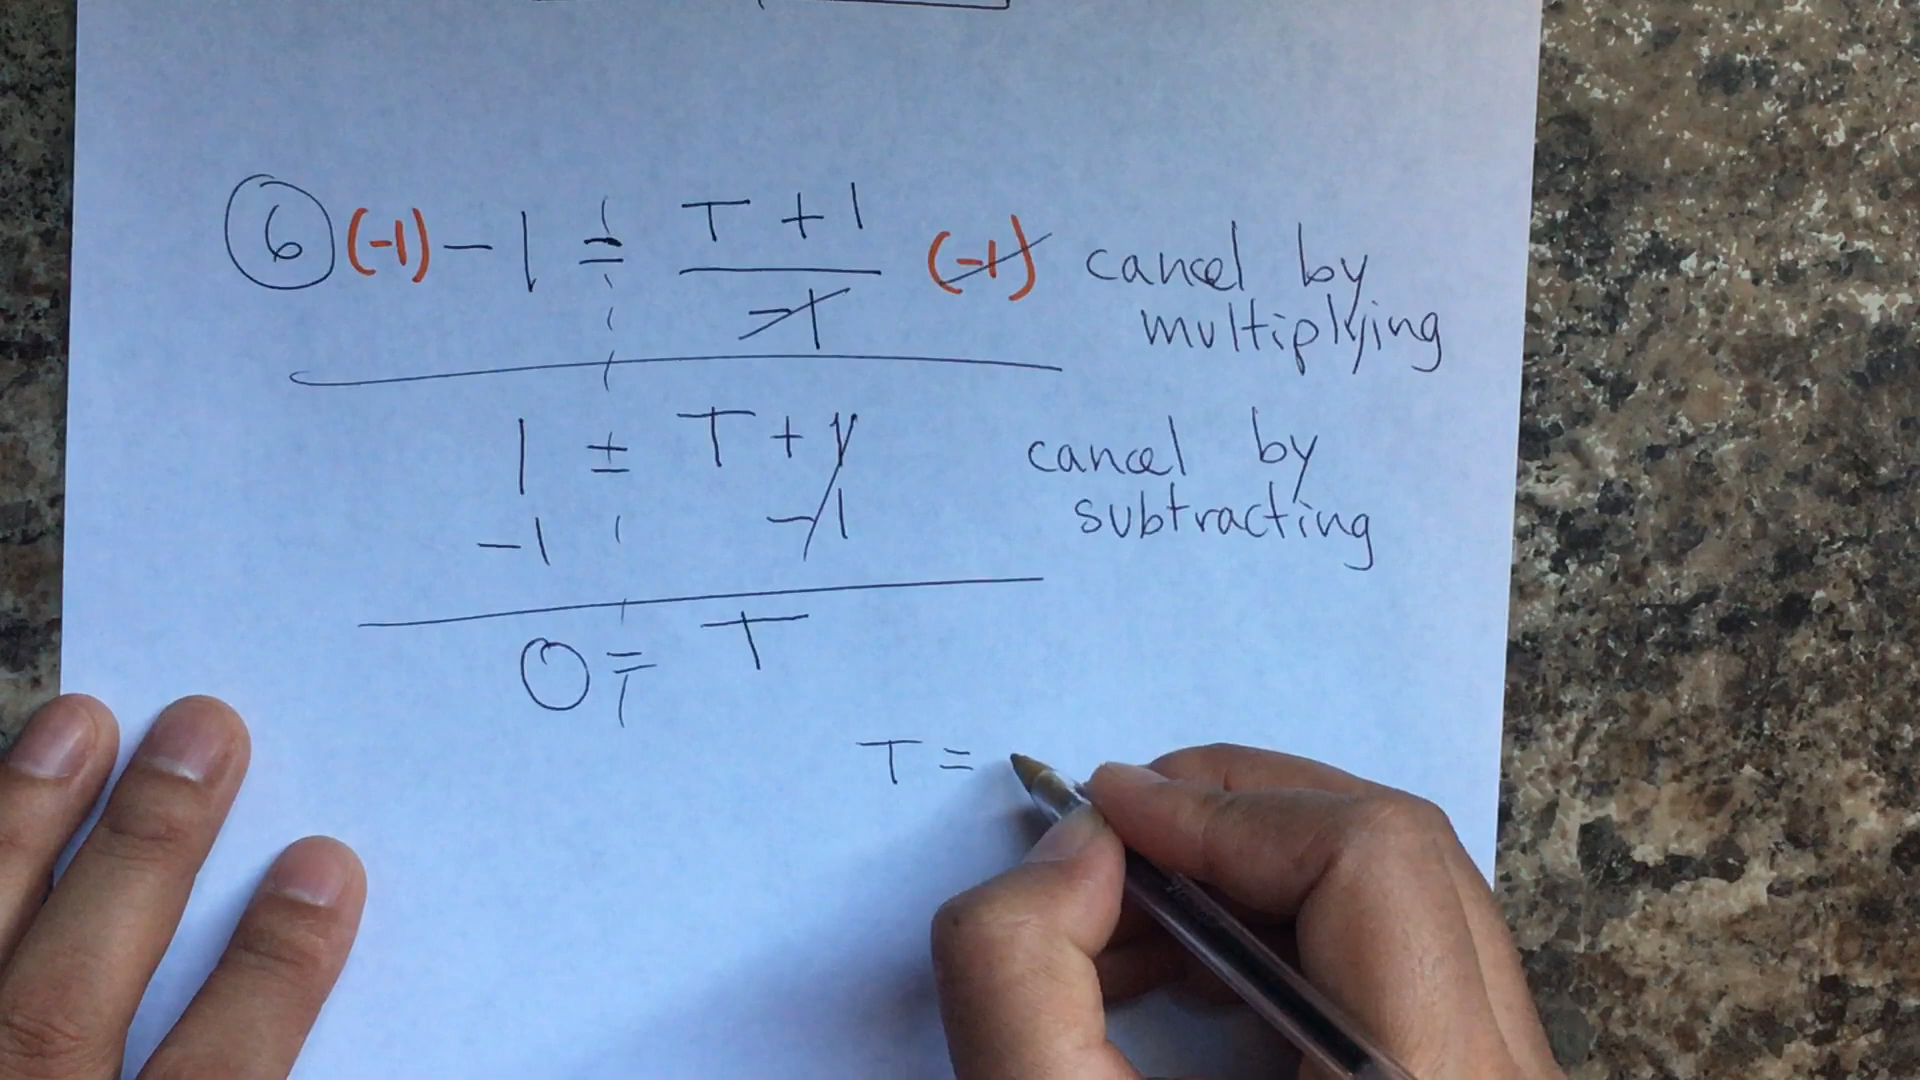 6 (-1) -1 = T + 1 (-1) cancel by
-1 multiplying
1 = T + 1 cancel by
-1 -1 subtracting
0 = T
T =